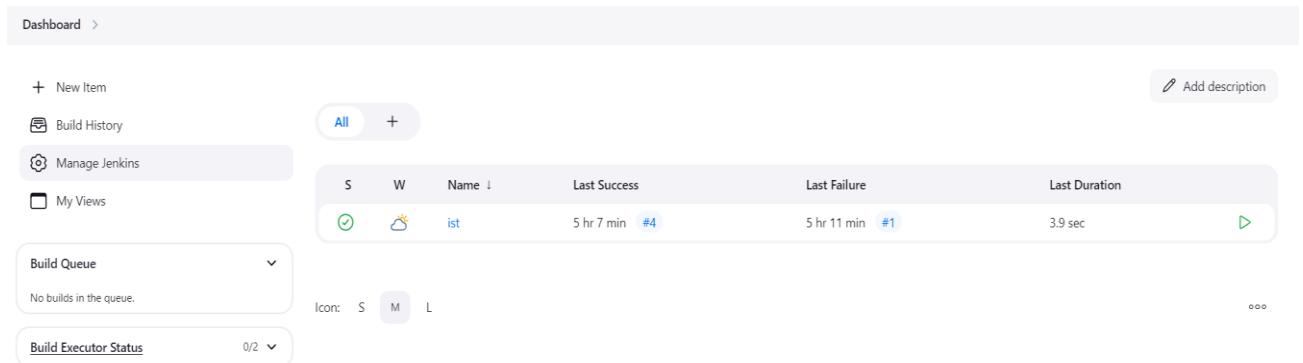 Dashboard >
+ New Item
Build History
Manage Jenkins
My Views
Build Queue
No builds in the queue.
Build Executor Status 0/2
Add description
All +
S W Name ↓ Last Success Last Failure Last Duration
ist 5 hr 7 min #4 5 hr 11 min #1 3.9 sec
Icon: S M L